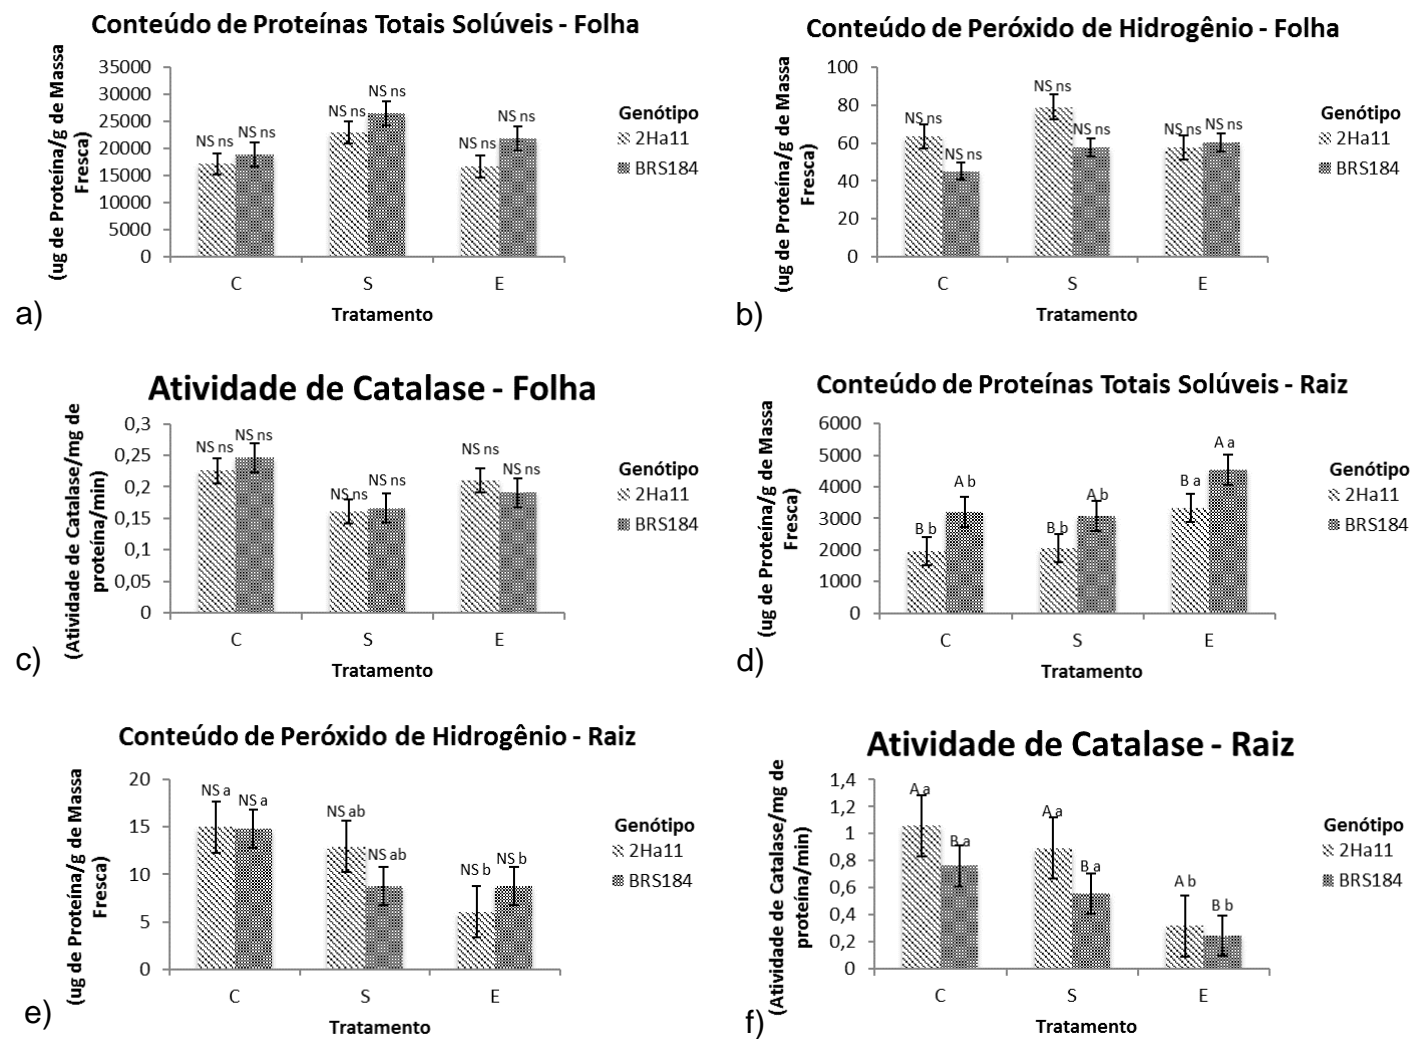 Conteúdo de Proteínas Totais Solúveis - Folha
(ug de Proteína/g de Massa
Fresca)
35000
30000
25000
20000
15000
10000
5000
0
NS ns
NS ns
NS ns
NS ns
NS ns
NS ns
C
S
E
Tratamento
Genótipo
2Ha11
BRS184
a)
Conteúdo de Peróxido de Hidrogênio - Folha
(ug de Proteína/g de Massa
Fresca)
100
80
60
40
20
0
NS ns
NS ns
NS ns
NS ns
NS ns
NS ns
C
S
E
Tratamento
Genótipo
2Ha11
BRS184
b)
Atividade de Catalase - Folha
(Atividade de Catalase/mg de
proteína/min)
0,3
0,25
0,2
0,15
0,1
0,05
0
NS ns
NS ns
NS ns
NS ns
NS ns
NS ns
C
S
E
Tratamento
Genótipo
2Ha11
BRS184
c)
Conteúdo de Proteínas Totais Solúveis - Raiz
(ug de Proteína/g de Massa
Fresca)
6000
5000
4000
3000
2000
1000
0
B b
A b
B b
A b
B a
A a
C
S
E
Tratamento
Genótipo
2Ha11
BRS184
d)
Conteúdo de Peróxido de Hidrogênio - Raiz
(ug de Proteína/g de Massa
Fresca)
20
15
10
5
0
NS a
NS a
NS ab
NS ab
NS b
NS b
C
S
E
Tratamento
Genótipo
2Ha11
BRS184
e)
Atividade de Catalase - Raiz
(Atividade de Catalase/mg de
proteína/min)
1,4
1,2
1
0,8
0,6
0,4
0,2
0
A a
B a
A a
B a
A b
B b
C
S
E
Tratamento
Genótipo
2Ha11
BRS184
f)